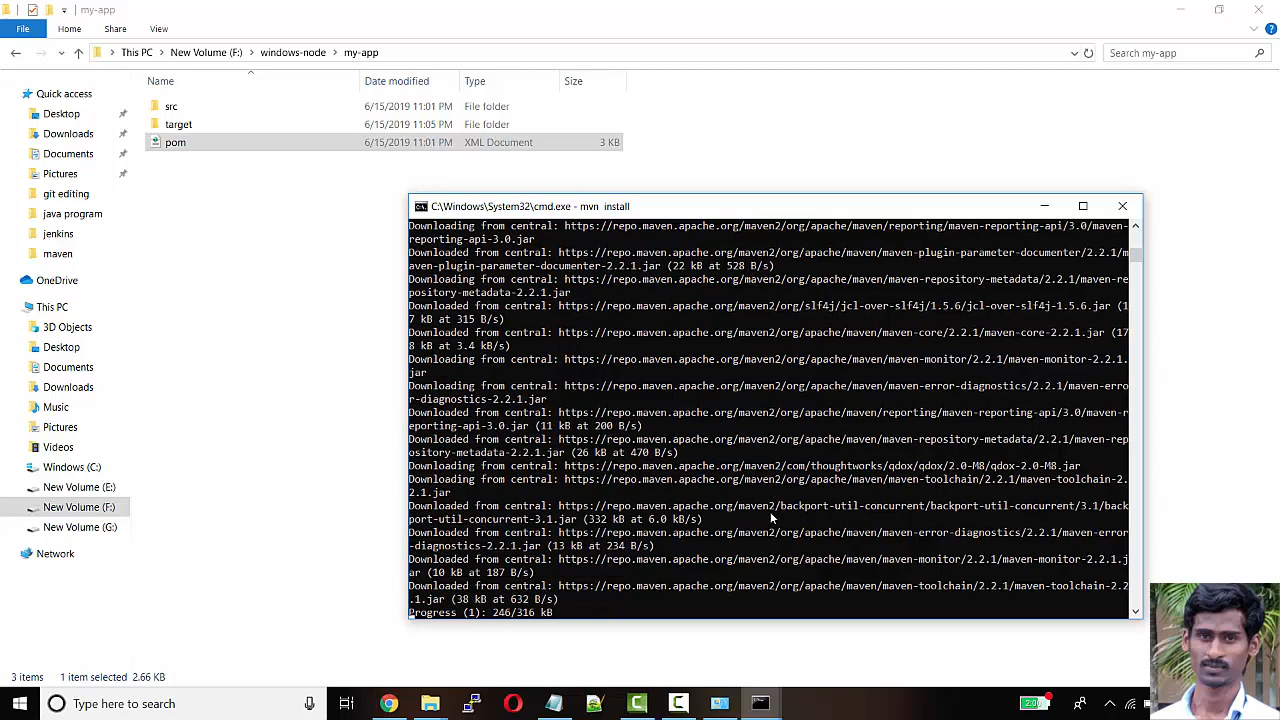 my-app
File
Home
Share
View
This PC
New Volume (F:)
windows-node
my-app
Search my-app
Name
Date modified
Type
Size
src
6/15/2019 11:01 PM
File folder
target
6/15/2019 11:05 PM
File folder
pom
6/15/2019 11:01 PM
XML Document
3 KB
Quick access
Desktop
Downloads
Documents
Pictures
git editing
java program
jenkins
maven
OneDrive
This PC
3D Objects
Desktop
Documents
Downloads
Music
Pictures
Videos
Windows (C:)
New Volume (E:)
New Volume (F:)
New Volume (G:)
Network
C:\Windows\System32\cmd.exe - mvn  install
Downloading from central: https://repo.maven.apache.org/maven2/org/apache/maven/reporting/maven-reporting-api/3.0/maven-
reporting-api-3.0.jar
Downloaded from central: https://repo.maven.apache.org/maven2/org/apache/maven/maven-plugin-parameter-documenter/2.2.1/m
aven-plugin-parameter-documenter-2.2.1.jar (22 kB at 528 B/s)
Downloading from central: https://repo.maven.apache.org/maven2/org/apache/maven/maven-repository-metadata/2.2.1/maven-re
pository-metadata-2.2.1.jar
Downloaded from central: https://repo.maven.apache.org/maven2/org/slf4j/jcl-over-slf4j/1.5.6/jcl-over-slf4j-1.5.6.jar (1
7 kB at 315 B/s)
Downloaded from central: https://repo.maven.apache.org/maven2/org/apache/maven/maven-core/2.2.1/maven-core-2.2.1.jar (17
8 kB at 3.4 kB/s)
Downloading from central: https://repo.maven.apache.org/maven2/org/apache/maven/maven-monitor/2.2.1/maven-monitor-2.2.1.
jar
Downloading from central: https://repo.maven.apache.org/maven2/org/apache/maven/maven-error-diagnostics/2.2.1/maven-erro
r-diagnostics-2.2.1.jar
Downloaded from central: https://repo.maven.apache.org/maven2/org/apache/maven/reporting/maven-reporting-api/3.0/maven-r
eporting-api-3.0.jar (11 kB at 200 B/s)
Downloaded from central: https://repo.maven.apache.org/maven2/org/apache/maven/maven-repository-metadata/2.2.1/maven-rep
ository-metadata-2.2.1.jar (26 kB at 470 B/s)
Downloading from central: https://repo.maven.apache.org/maven2/com/thoughtworks/qdox/qdox/2.0-M8/qdox-2.0-M8.jar
Downloading from central: https://repo.maven.apache.org/maven2/org/apache/maven/maven-toolchain/2.2.1/maven-toolchain-2.
2.1.jar
Downloaded from central: https://repo.maven.apache.org/maven2/backport-util-concurrent/backport-util-concurrent/3.1/back
port-util-concurrent-3.1.jar (332 kB at 6.0 kB/s)
Downloaded from central: https://repo.maven.apache.org/maven2/org/apache/maven/maven-error-diagnostics/2.2.1/maven-error
-diagnostics-2.2.1.jar (13 kB at 234 B/s)
Downloaded from central: https://repo.maven.apache.org/maven2/org/apache/maven/maven-monitor/2.2.1/maven-monitor-2.2.1.j
ar (10 kB at 187 B/s)
Downloaded from central: https://repo.maven.apache.org/maven2/org/apache/maven/maven-toolchain/2.2.1/maven-toolchain-2.2
.1.jar (38 kB at 632 B/s)
Progress (1): 246/316 kB
3 items
1 item selected
2.66 KB
Type here to search